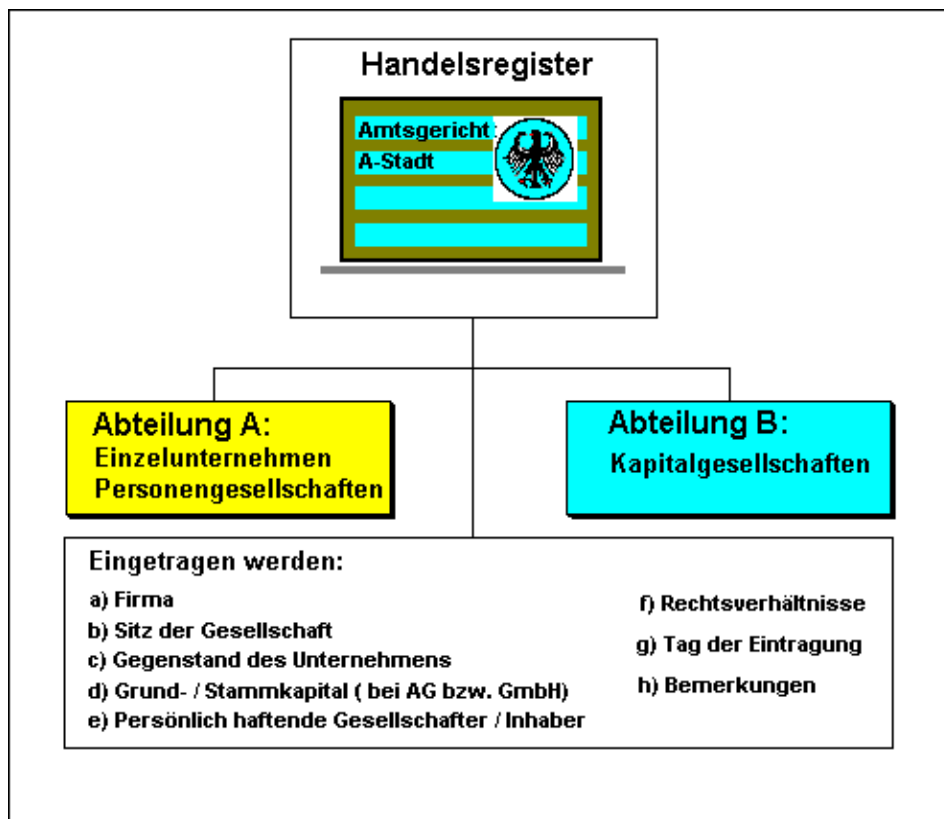 Handelsregister
Amtsgericht:
A-Stadt
Abteilung A:
Einzelunternehmen
Personengesellschaften
Abteilung B:
Kapitalgesellschaften
Eingetragen werden:
a) Firma
b) Sitz der Gesellschaft
c) Gegenstand des Unternehmens
d) Grund- / Stammkapital ( bei AG bzw. GmbH)
e) Persönlich haftende Gesellschafter / Inhaber
f) Rechtsverhältnisse
g) Tag der Eintragung
h) Bemerkungen